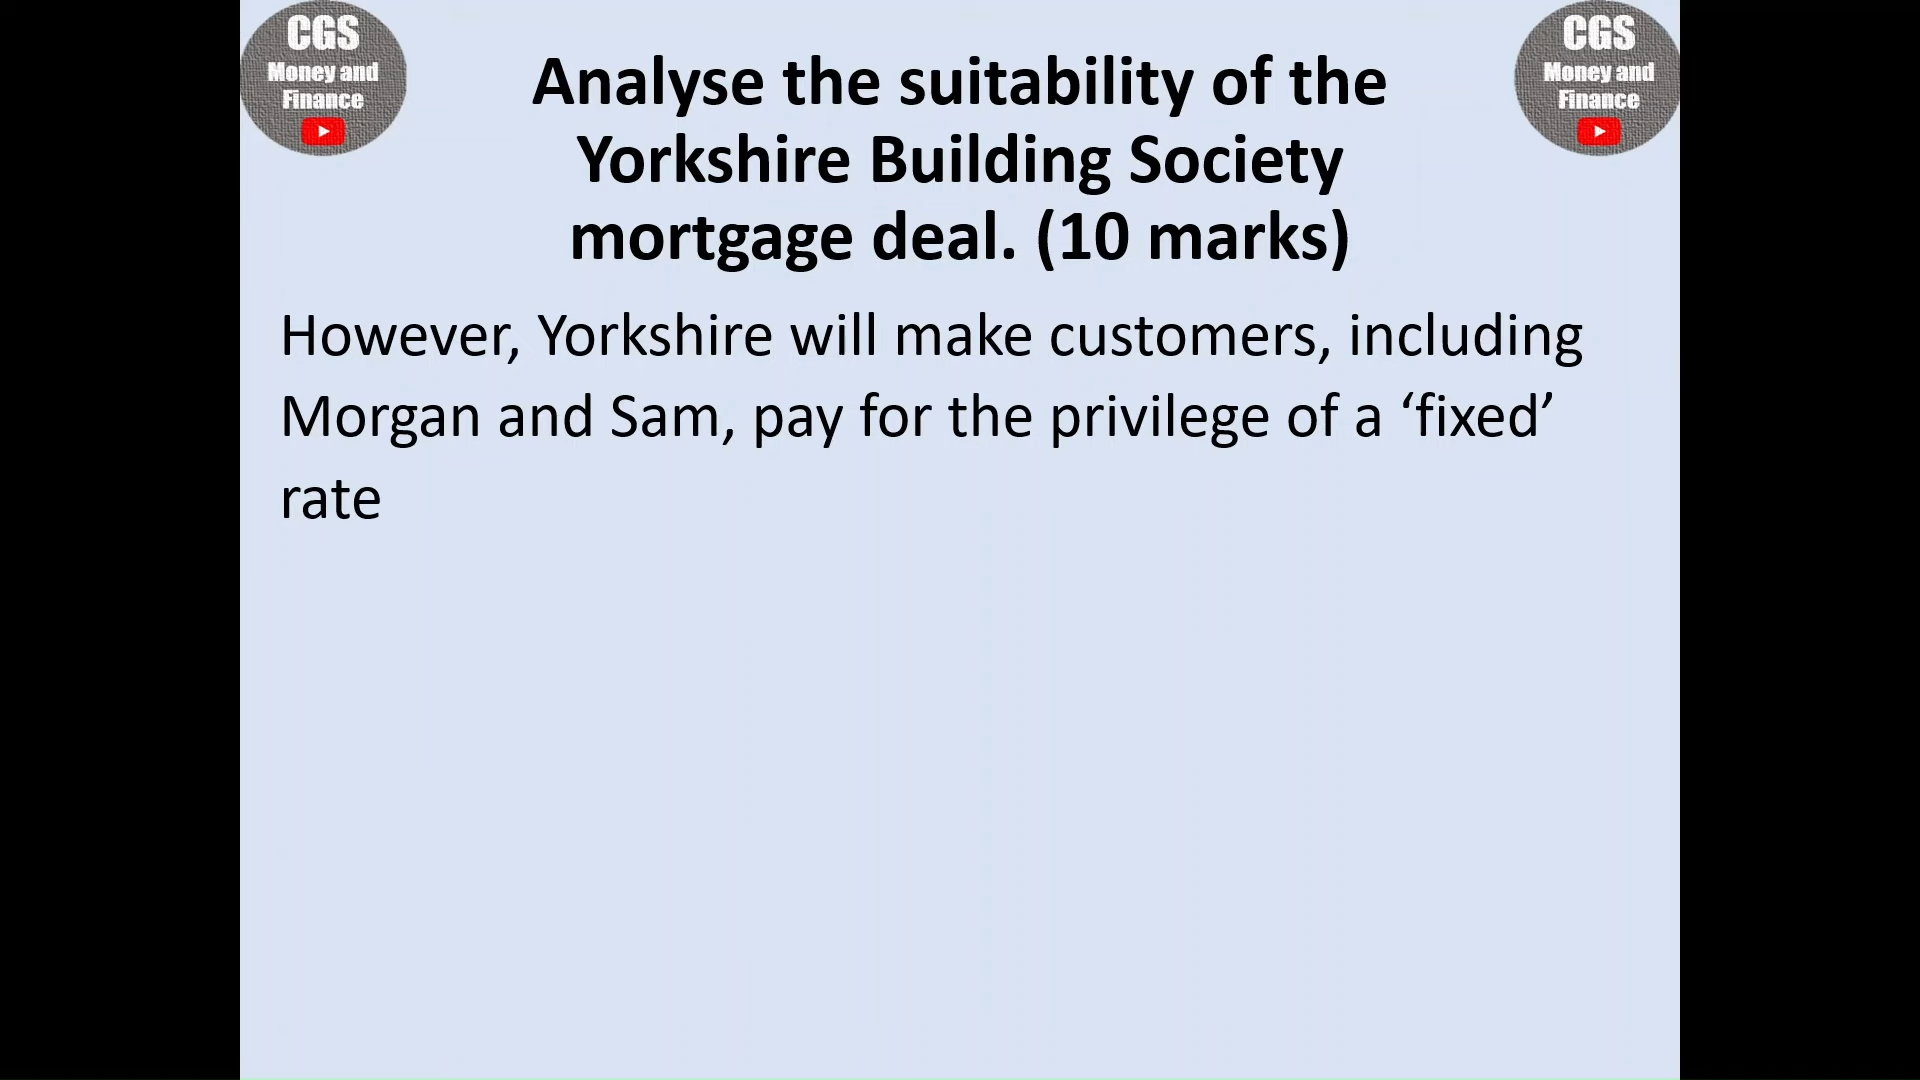 CGS
Money and
Finance
CGS
Money and
Finance
Analyse the suitability of the
Yorkshire Building Society
mortgage deal. (10 marks)
However, Yorkshire will make customers, including
Morgan and Sam, pay for the privilege of a ‘fixed’
rate